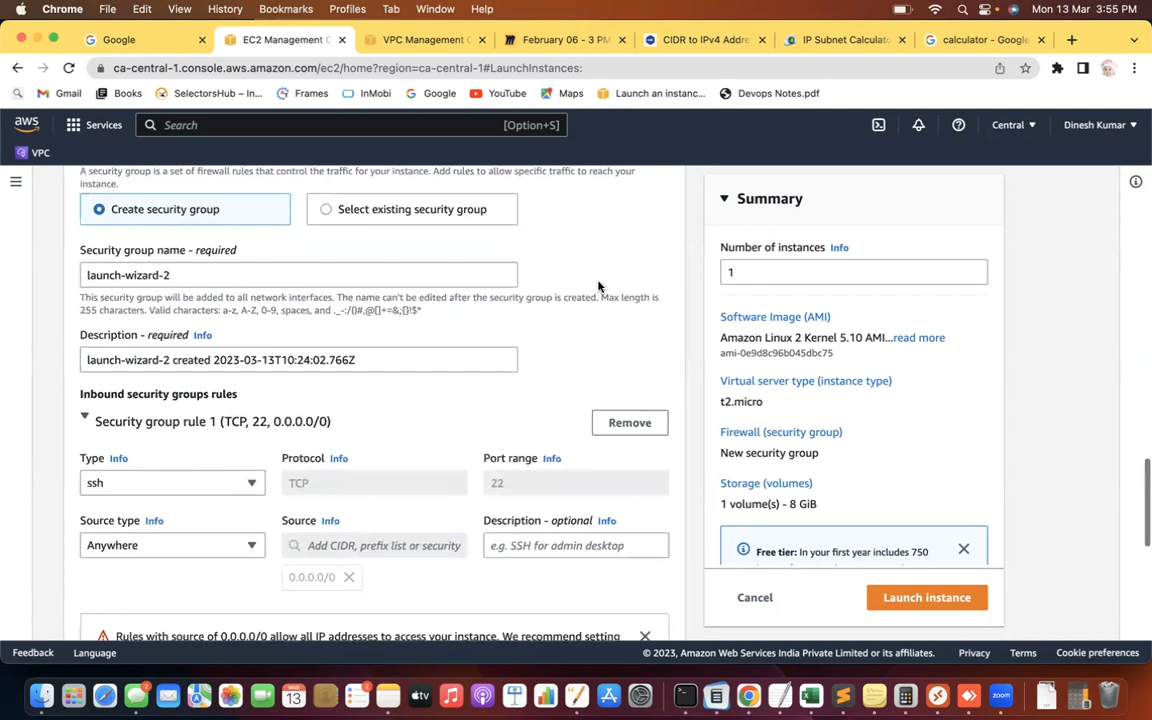 Chrome File Edit View History Bookmarks Profiles Tab Window Help Mon 13 Mar 3:55 PM
Google EC2 Management C VPC Management C February 06 - 3 PM CIDR to IPv4 Addre IP Subnet Calculato calculator - Google
ca-central-1.console.aws.amazon.com/ec2/home?region=ca-central-1#LaunchInstances:
Gmail Books SelectorsHub – In... Frames InMobi Google YouTube Maps Launch an instanc... Devops Notes.pdf
aws Services Search [Option+S] Central Dinesh Kumar
VPC
A security group is a set of firewall rules that control the traffic for your instance. Add rules to allow specific traffic to reach your
instance.
Create security group Select existing security group
Security group name - required
launch-wizard-2
This security group will be added to all network interfaces. The name can't be edited after the security group is created. Max length is
255 characters. Valid characters: a-z, A-Z, 0-9, spaces, and ._-:/()#,@[]+=&;{}!$*
Description - required Info
launch-wizard-2 created 2023-03-13T10:24:02.766Z
Inbound security groups rules
Security group rule 1 (TCP, 22, 0.0.0.0/0) Remove
Type Info Protocol Info Port range Info
ssh TCP 22
Source type Info Source Info Description - optional Info
Anywhere Add CIDR, prefix list or security e.g. SSH for admin desktop
0.0.0.0/0
Rules with source of 0.0.0.0/0 allow all IP addresses to access your instance. We recommend setting
Summary
Number of instances Info
1
Software Image (AMI)
Amazon Linux 2 Kernel 5.10 AMI...read more
ami-0e9d8c96b045dbc75
Virtual server type (instance type)
t2.micro
Firewall (security group)
New security group
Storage (volumes)
1 volume(s) - 8 GiB
Free tier: In your first year includes 750
Cancel Launch instance
Feedback Language © 2023, Amazon Web Services India Private Limited or its affiliates. Privacy Terms Cookie preferences
MAR
13
tv
zoom